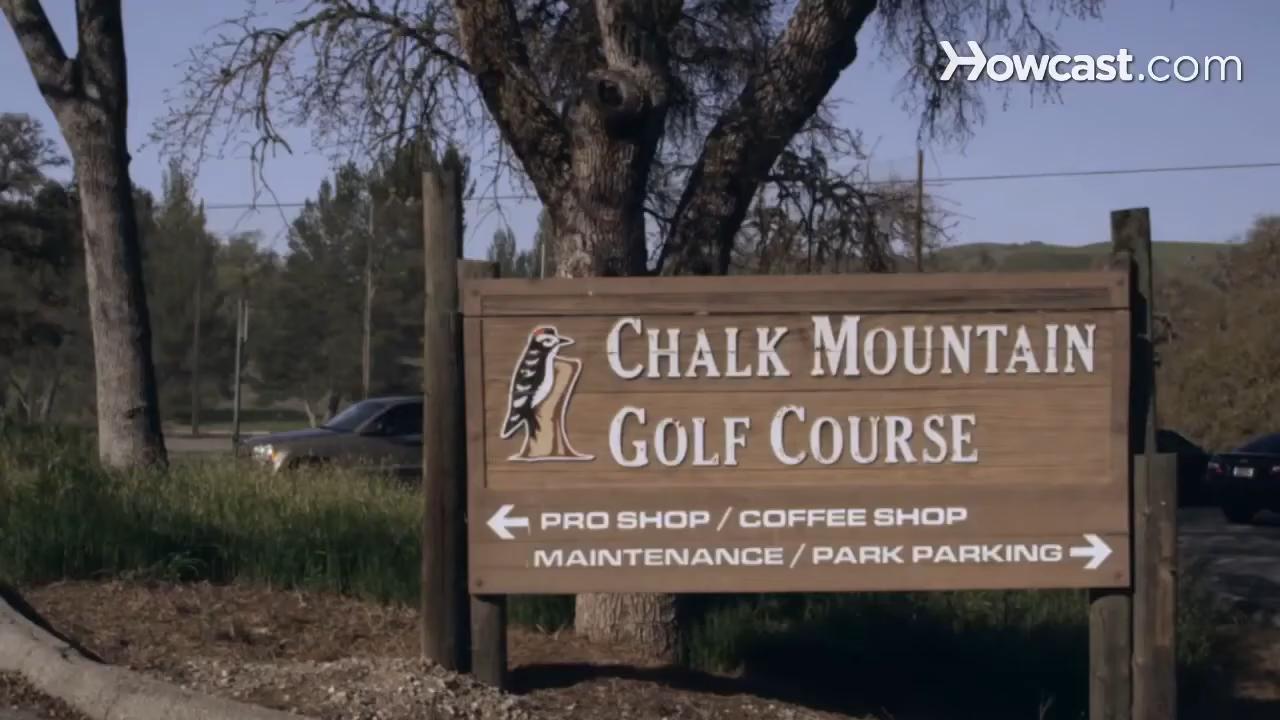 Howcast.com
CHALK MOUNTAIN
GOLF COURSE
PRO SHOP / COFFEE SHOP
MAINTENANCE / PARK PARKING